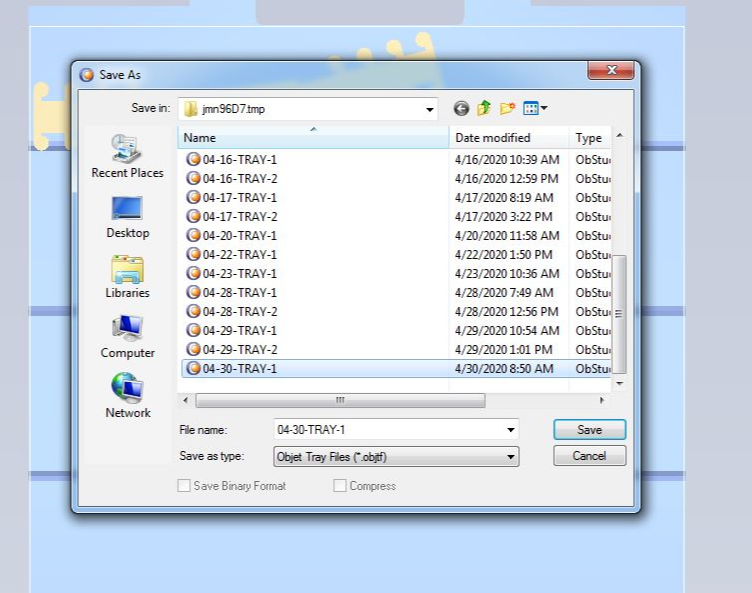 Save As
Save in: jmn96D7.tmp
Name Date modified Type
04-16-TRAY-1 4/16/2020 10:39 AM ObStu
04-16-TRAY-2 4/16/2020 12:59 PM ObStu
04-17-TRAY-1 4/17/2020 8:19 AM ObStu
04-17-TRAY-2 4/17/2020 3:22 PM ObStu
04-20-TRAY-1 4/20/2020 11:58 AM ObStu
04-22-TRAY-1 4/22/2020 1:50 PM ObStu
04-23-TRAY-1 4/23/2020 10:36 AM ObStu
04-28-TRAY-1 4/28/2020 7:49 AM ObStu
04-28-TRAY-2 4/28/2020 12:56 PM ObStu
04-29-TRAY-1 4/29/2020 10:54 AM ObStu
04-29-TRAY-2 4/29/2020 1:01 PM ObStu
04-30-TRAY-1 4/30/2020 8:50 AM ObStu
Recent Places
Desktop
Libraries
Computer
Network
File name: 04-30-TRAY-1 Save
Save as type: Objet Tray Files (*.objtf) Cancel
Save Binary Format Compress